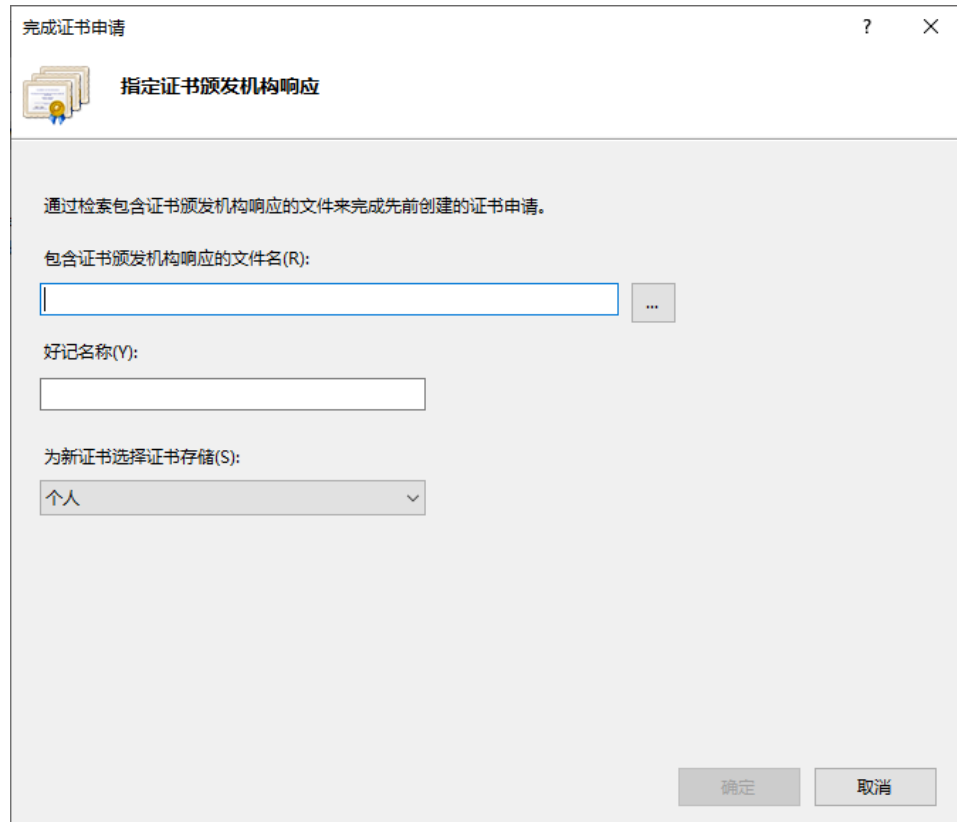 完成证书申请
?
指定证书颁发机构响应
通过检索包含证书颁发机构响应的文件来完成先前创建的证书申请。
包含证书颁发机构响应的文件名(R):
...
好记名称(Y):
为新证书选择证书存储(S):
个人
确定
取消